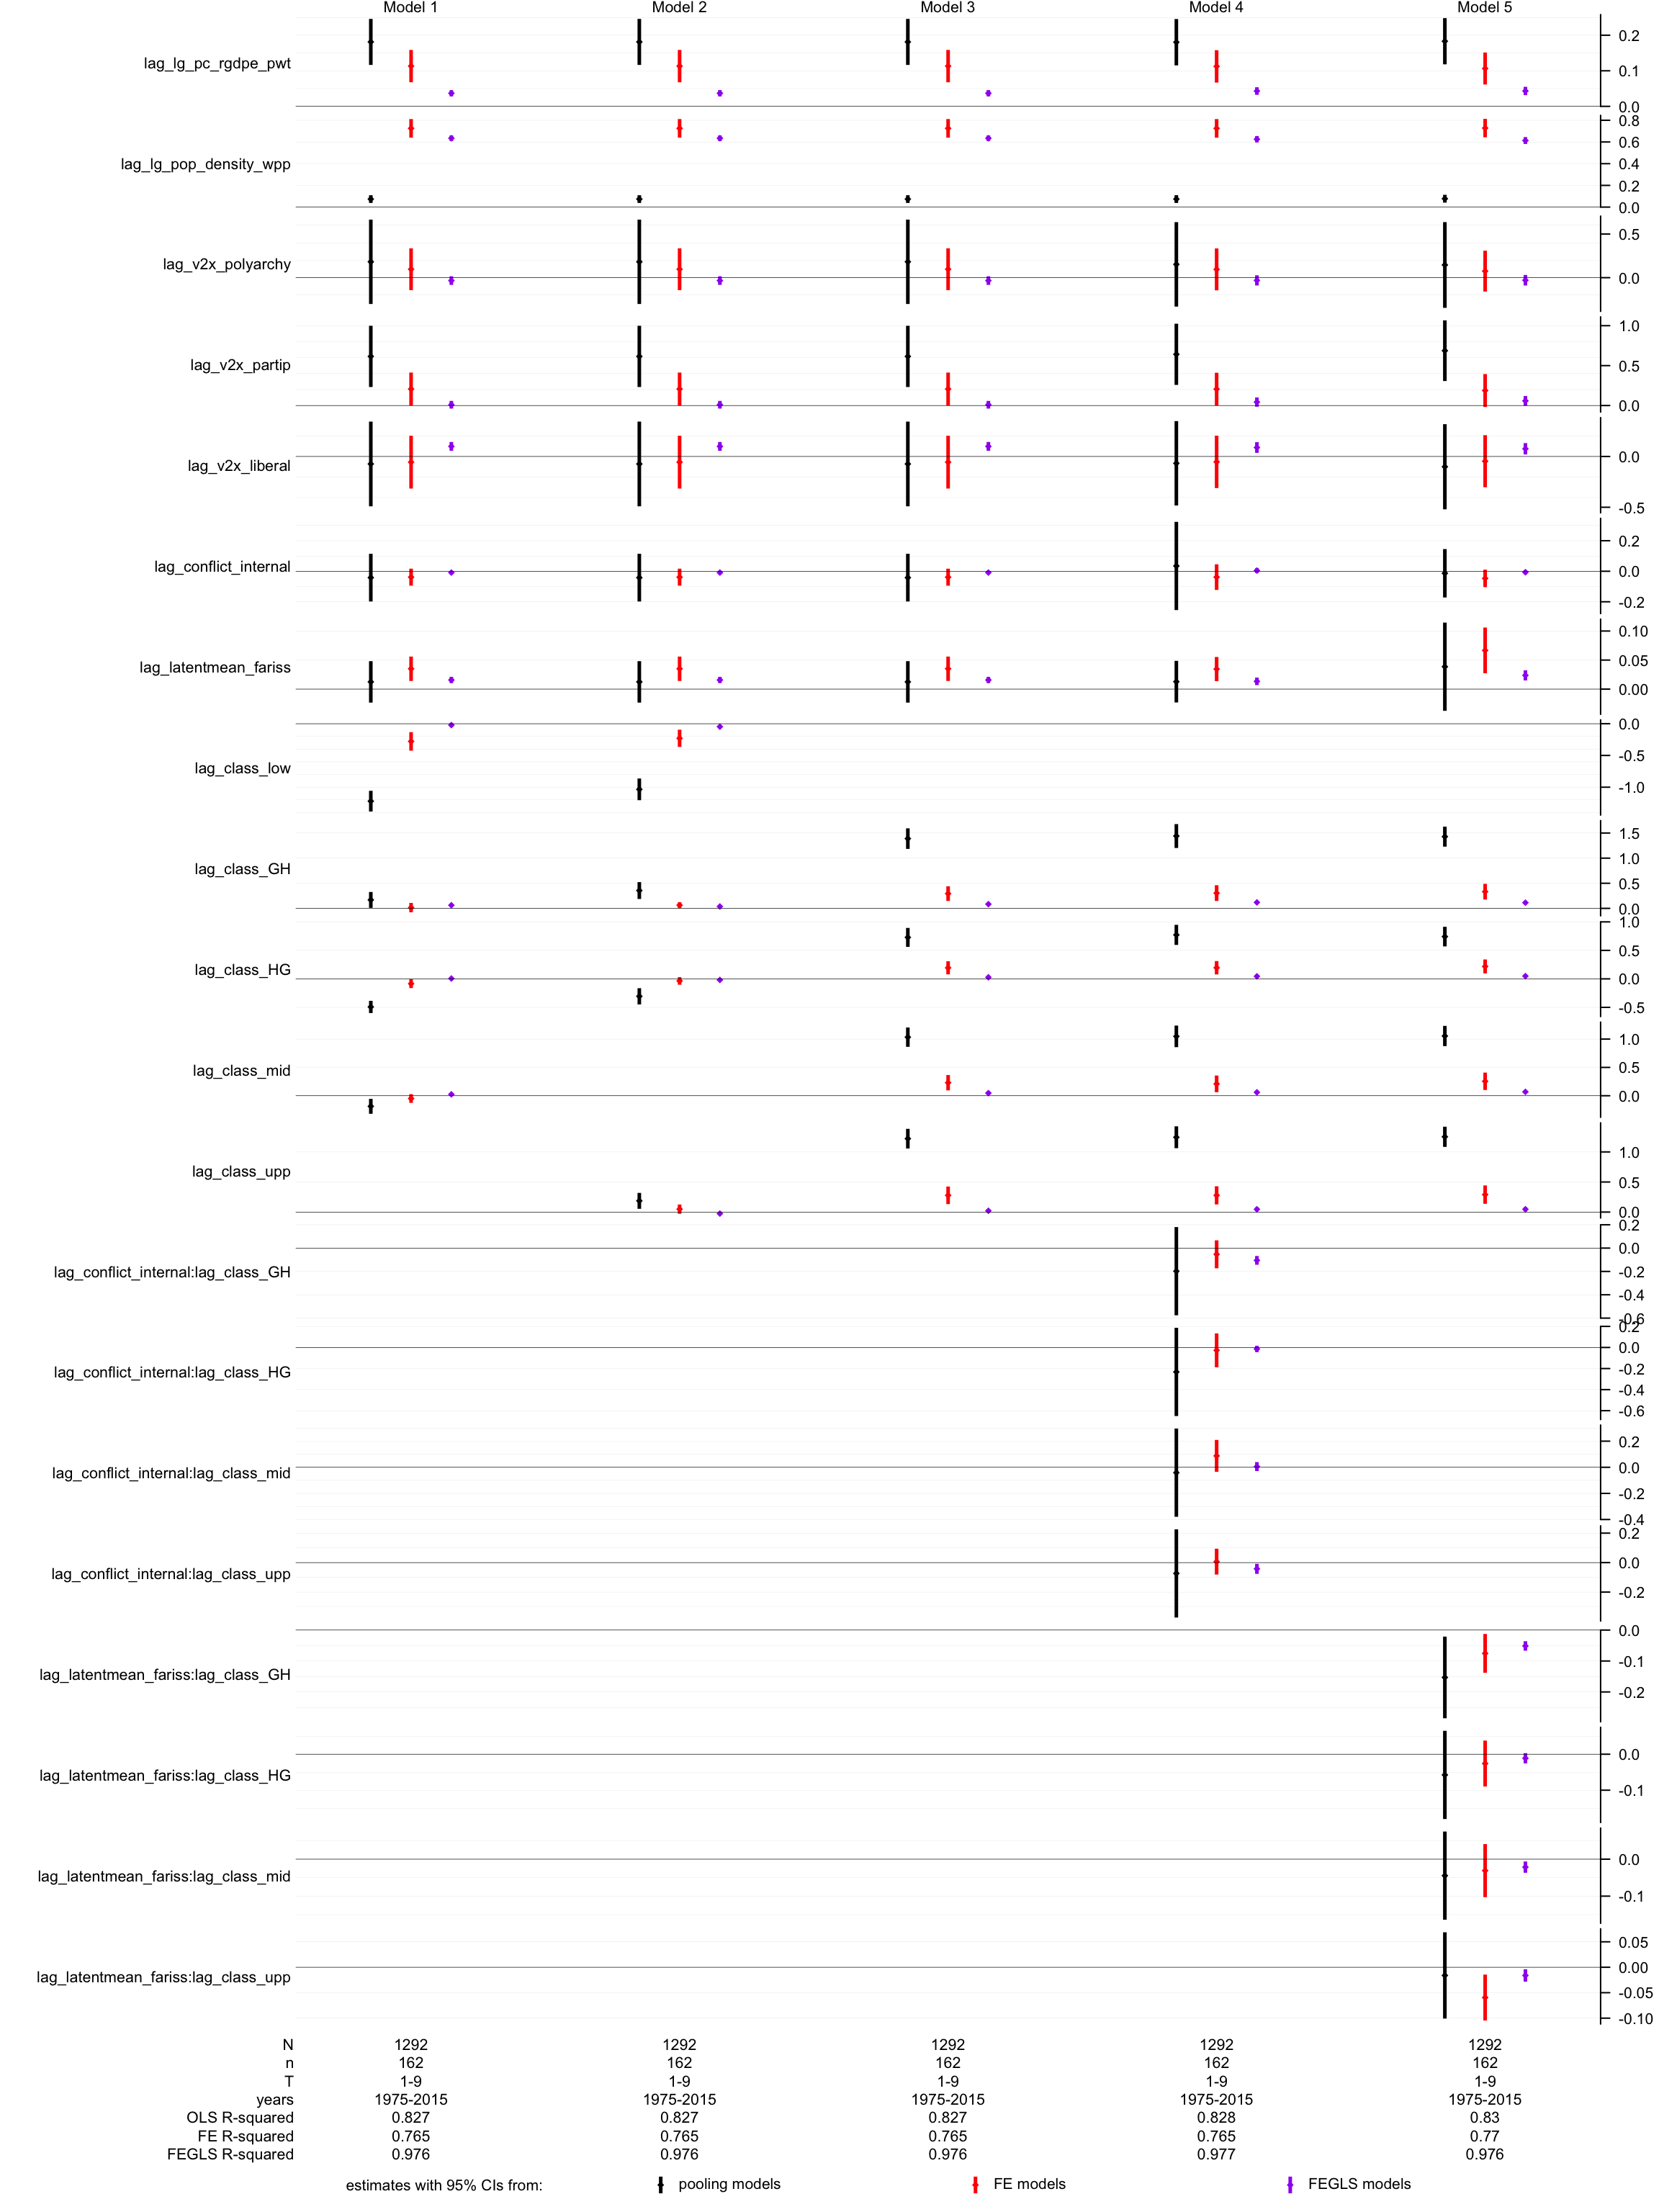 Model 1 Model 2 Model 3 Model 4 Model 5
lag_lg_pc_rgdpe_pwt
0.2
0.1
0.0
lag_lg_pop_density_wpp
0.8
0.6
0.4
0.2
0.0
lag_v2x_polyarchy
0.5
0.0
lag_v2x_partip
1.0
0.5
0.0
lag_v2x_liberal
0.0
-0.5
lag_conflict_internal
0.2
0.0
-0.2
lag_latentmean_fariss
0.10
0.05
0.00
lag_class_low
0.0
-0.5
-1.0
lag_class_GH
1.5
1.0
0.5
0.0
lag_class_HG
1.0
0.5
0.0
-0.5
lag_class_mid
1.0
0.5
0.0
lag_class_upp
1.0
0.5
0.0
lag_conflict_internal:lag_class_GH
0.2
0.0
-0.2
-0.4
-0.6
lag_conflict_internal:lag_class_HG
0.2
0.0
-0.2
-0.4
-0.6
lag_conflict_internal:lag_class_mid
0.2
0.0
-0.2
-0.4
lag_conflict_internal:lag_class_upp
0.2
0.0
-0.2
lag_latentmean_fariss:lag_class_GH
0.0
-0.1
-0.2
lag_latentmean_fariss:lag_class_HG
0.0
-0.1
lag_latentmean_fariss:lag_class_mid
0.0
-0.1
lag_latentmean_fariss:lag_class_upp
0.05
0.00
-0.05
-0.10
N 1292 1292 1292 1292 1292
n 162 162 162 162 162
T 1-9 1-9 1-9 1-9 1-9
years 1975-2015 1975-2015 1975-2015 1975-2015 1975-2015
OLS R-squared 0.827 0.827 0.827 0.828 0.83
FE R-squared 0.765 0.765 0.765 0.765 0.77
FEGLS R-squared 0.976 0.976 0.976 0.977 0.976
estimates with 95% CIs from: pooling models FE models FEGLS models